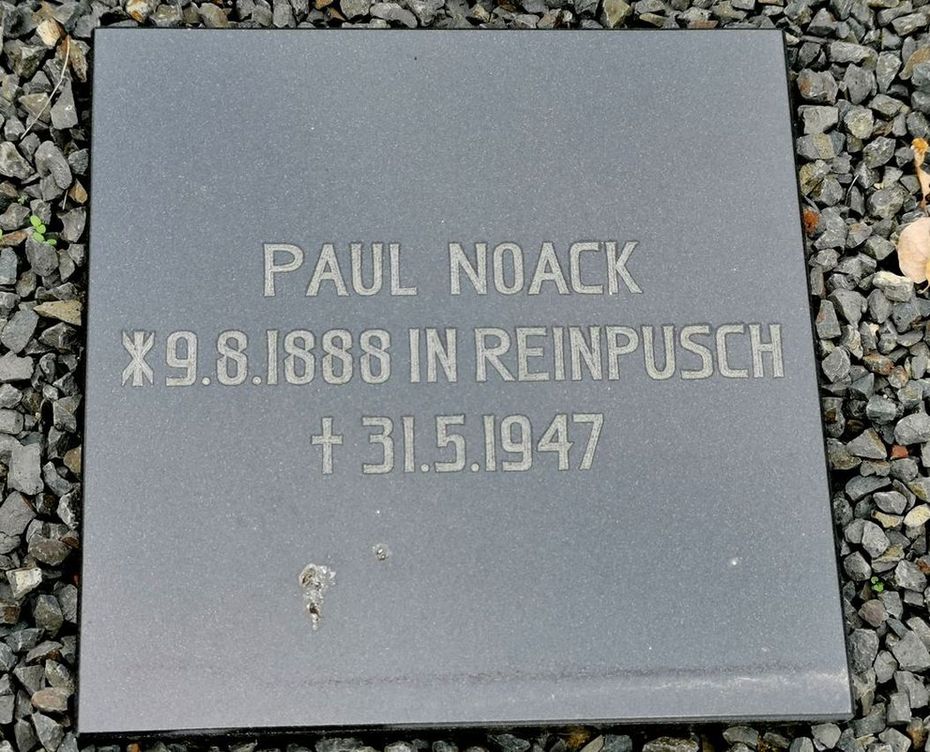 PAUL NOACK
9.8.1888 IN REINPUSCH
† 31.5.1947